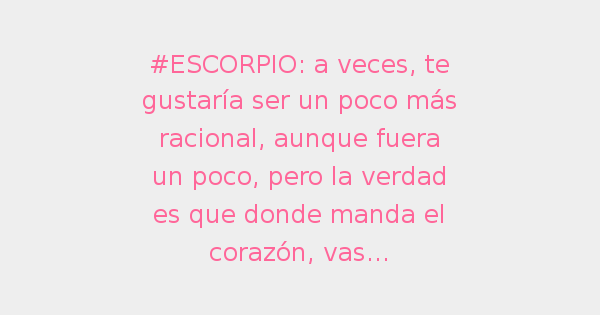 #ESCORPIO: a veces, te
gustaría ser un poco más
racional, aunque fuera
un poco, pero la verdad
es que donde manda el
corazón, vas...